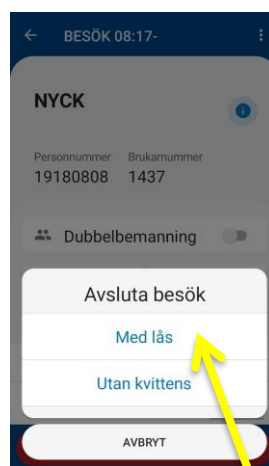 BESÖK 08:17-
NYCK
Personnummer Brukarnummer
19180808 1437
Dubbelbemanning
Avsluta besök
Med lås
Utan kvittens
AVBRYT